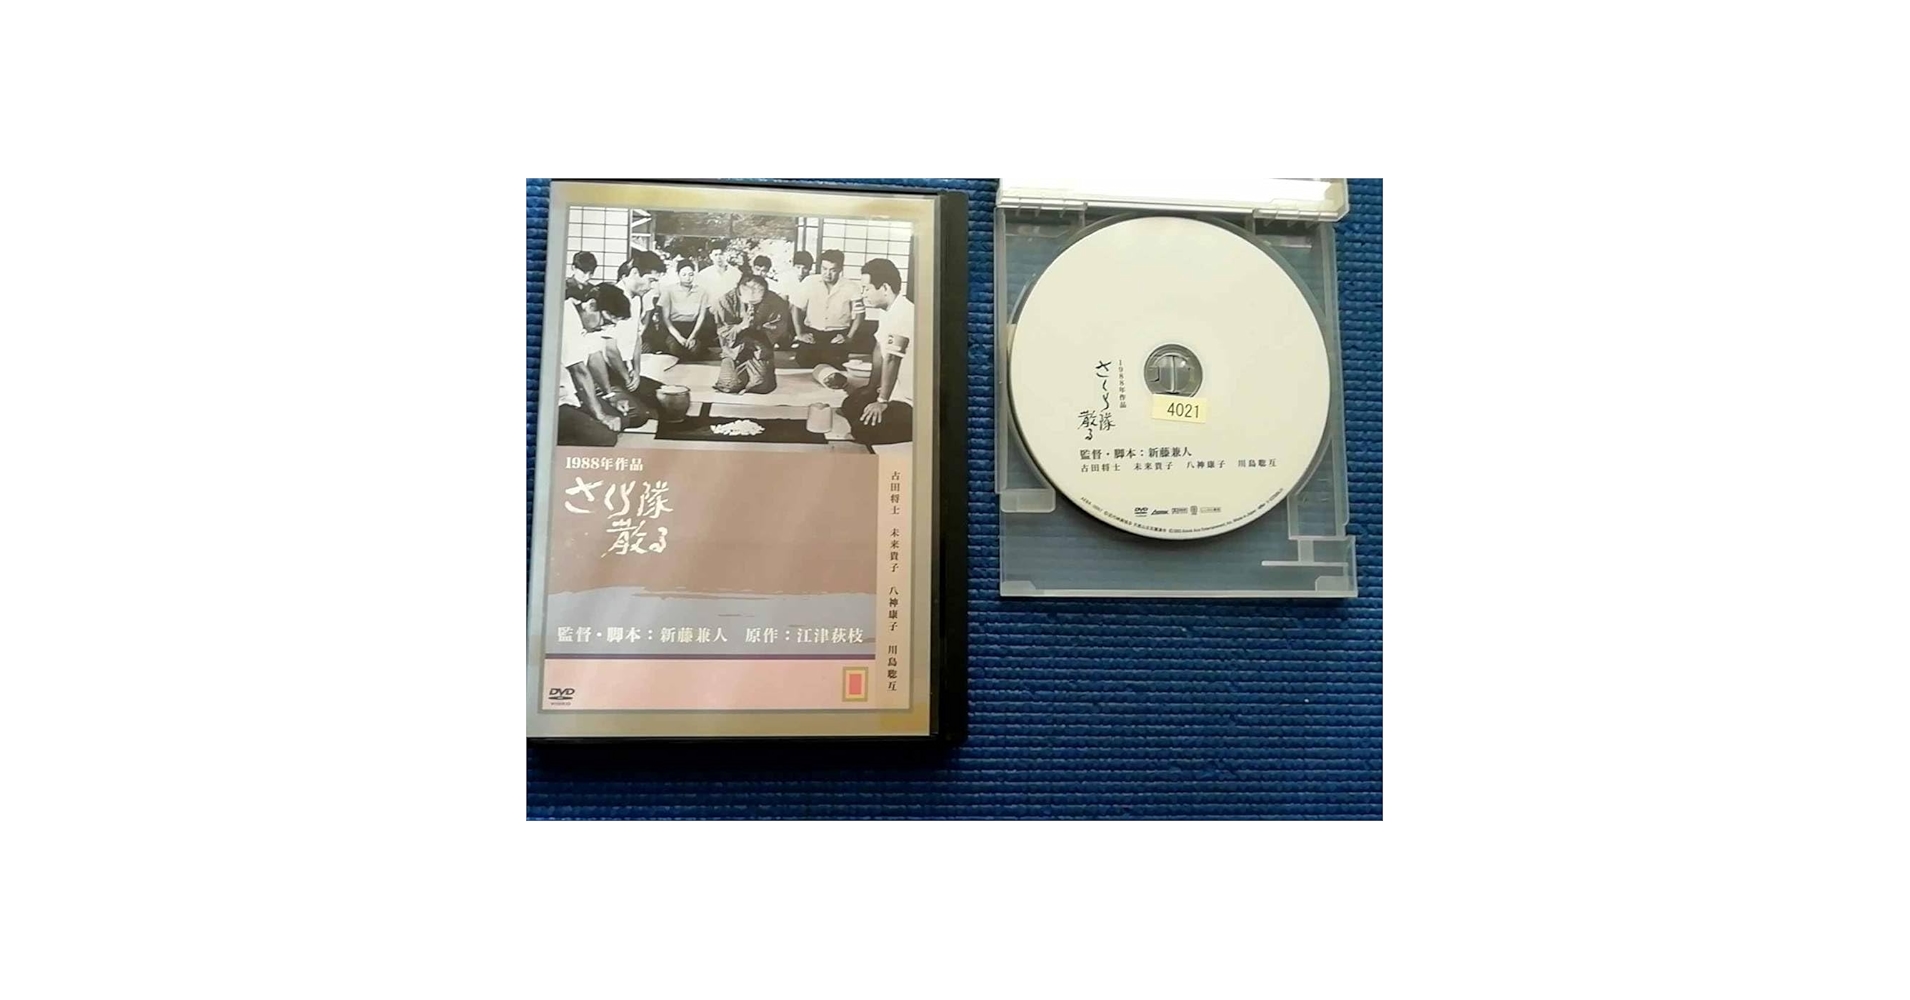 1988年作品
さくら隊
散る
監督・脚本：新藤兼人　原作：江津萩枝
古田将士　未来貴子　八神康子　川島聡互
DVD
1988年作品
さくら隊
散る
4021
監督・脚本：新藤兼人
古田将士　未来貴子　八神康子　川島聡互
DVD